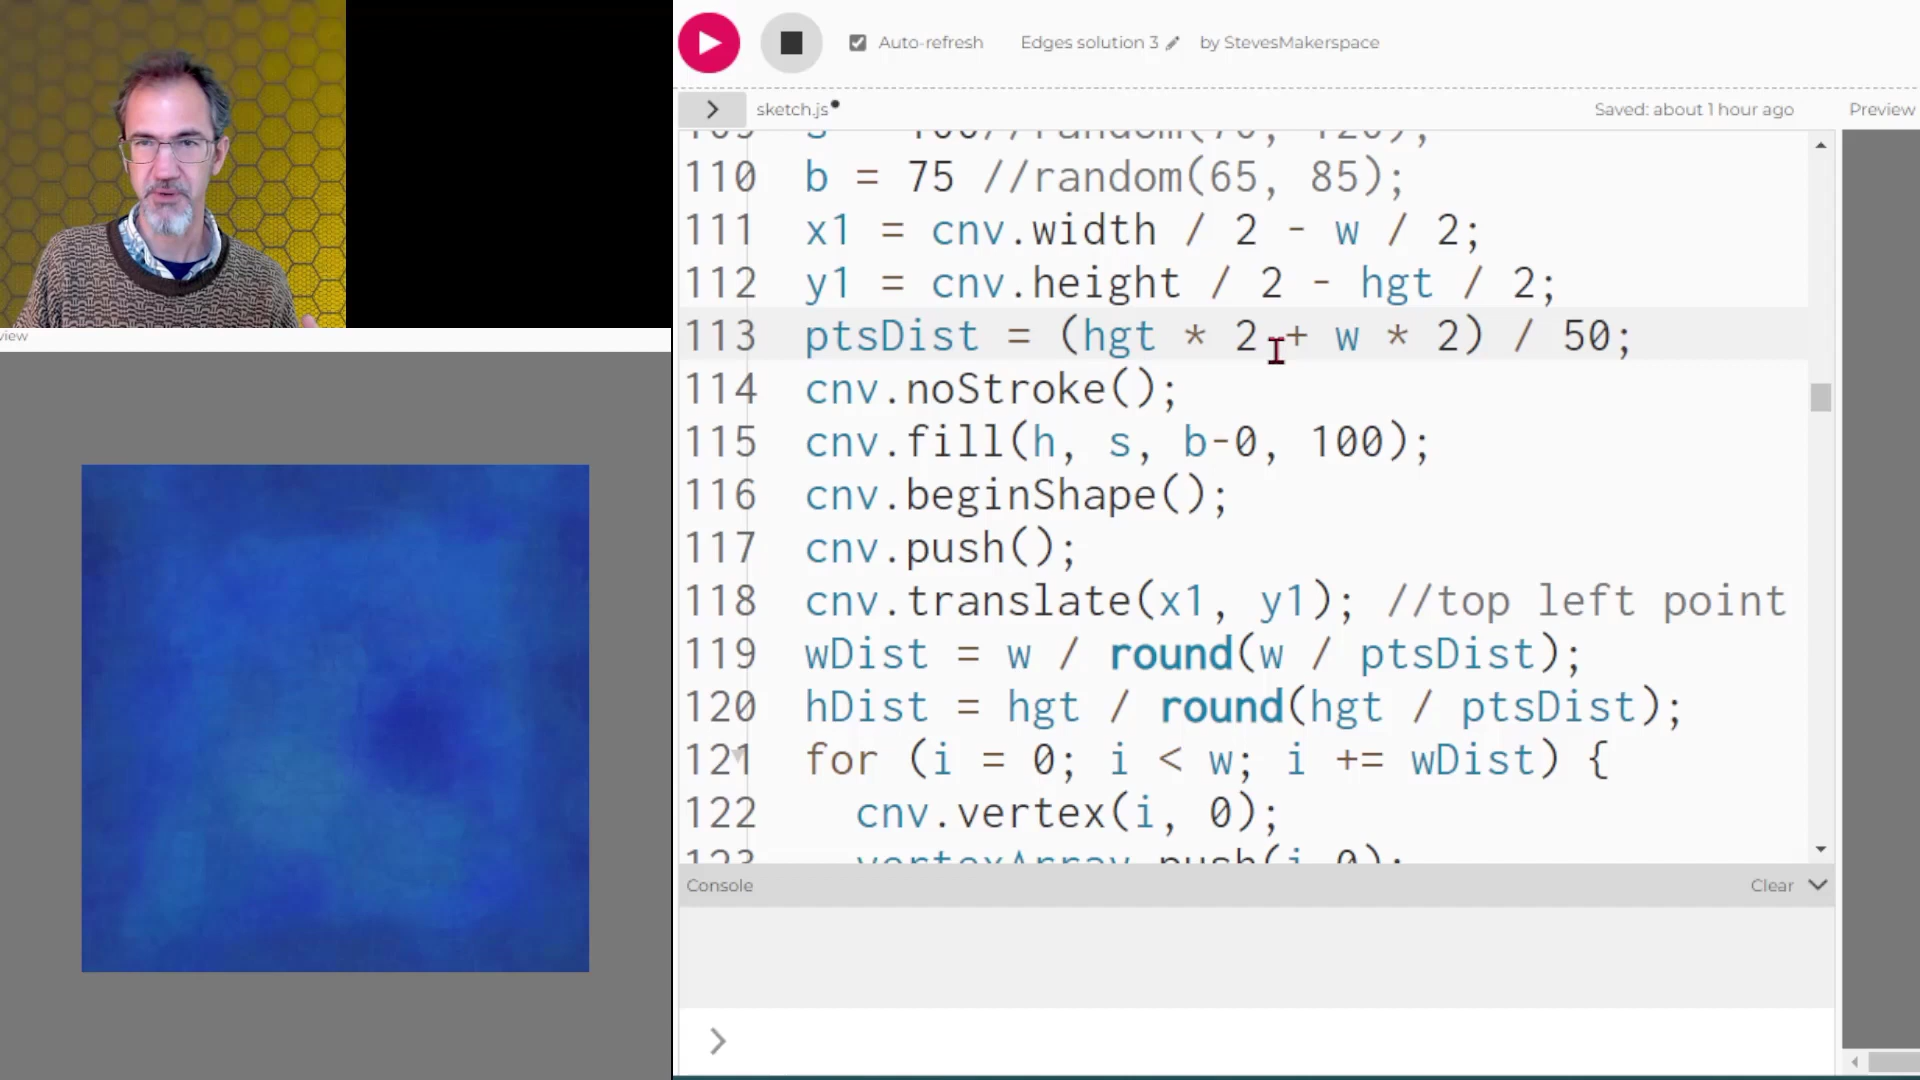 Auto-refresh Edges solution 3 by StevesMakerspace
sketch.js Saved: about 1 hour ago Preview
view
110 b = 75 //random(65, 85);
111 x1 = cnv.width / 2 - w / 2;
112 y1 = cnv.height / 2 - hgt / 2;
113 ptsDist = (hgt * 2 + w * 2) / 50;
114 cnv.noStroke();
115 cnv.fill(h, s, b-0, 100);
116 cnv.beginShape();
117 cnv.push();
118 cnv.translate(x1, y1); //top left point
119 wDist = w / round(w / ptsDist);
120 hDist = hgt / round(hgt / ptsDist);
121 for (i = 0; i < w; i += wDist) {
122 cnv.vertex(i, 0);
Console Clear